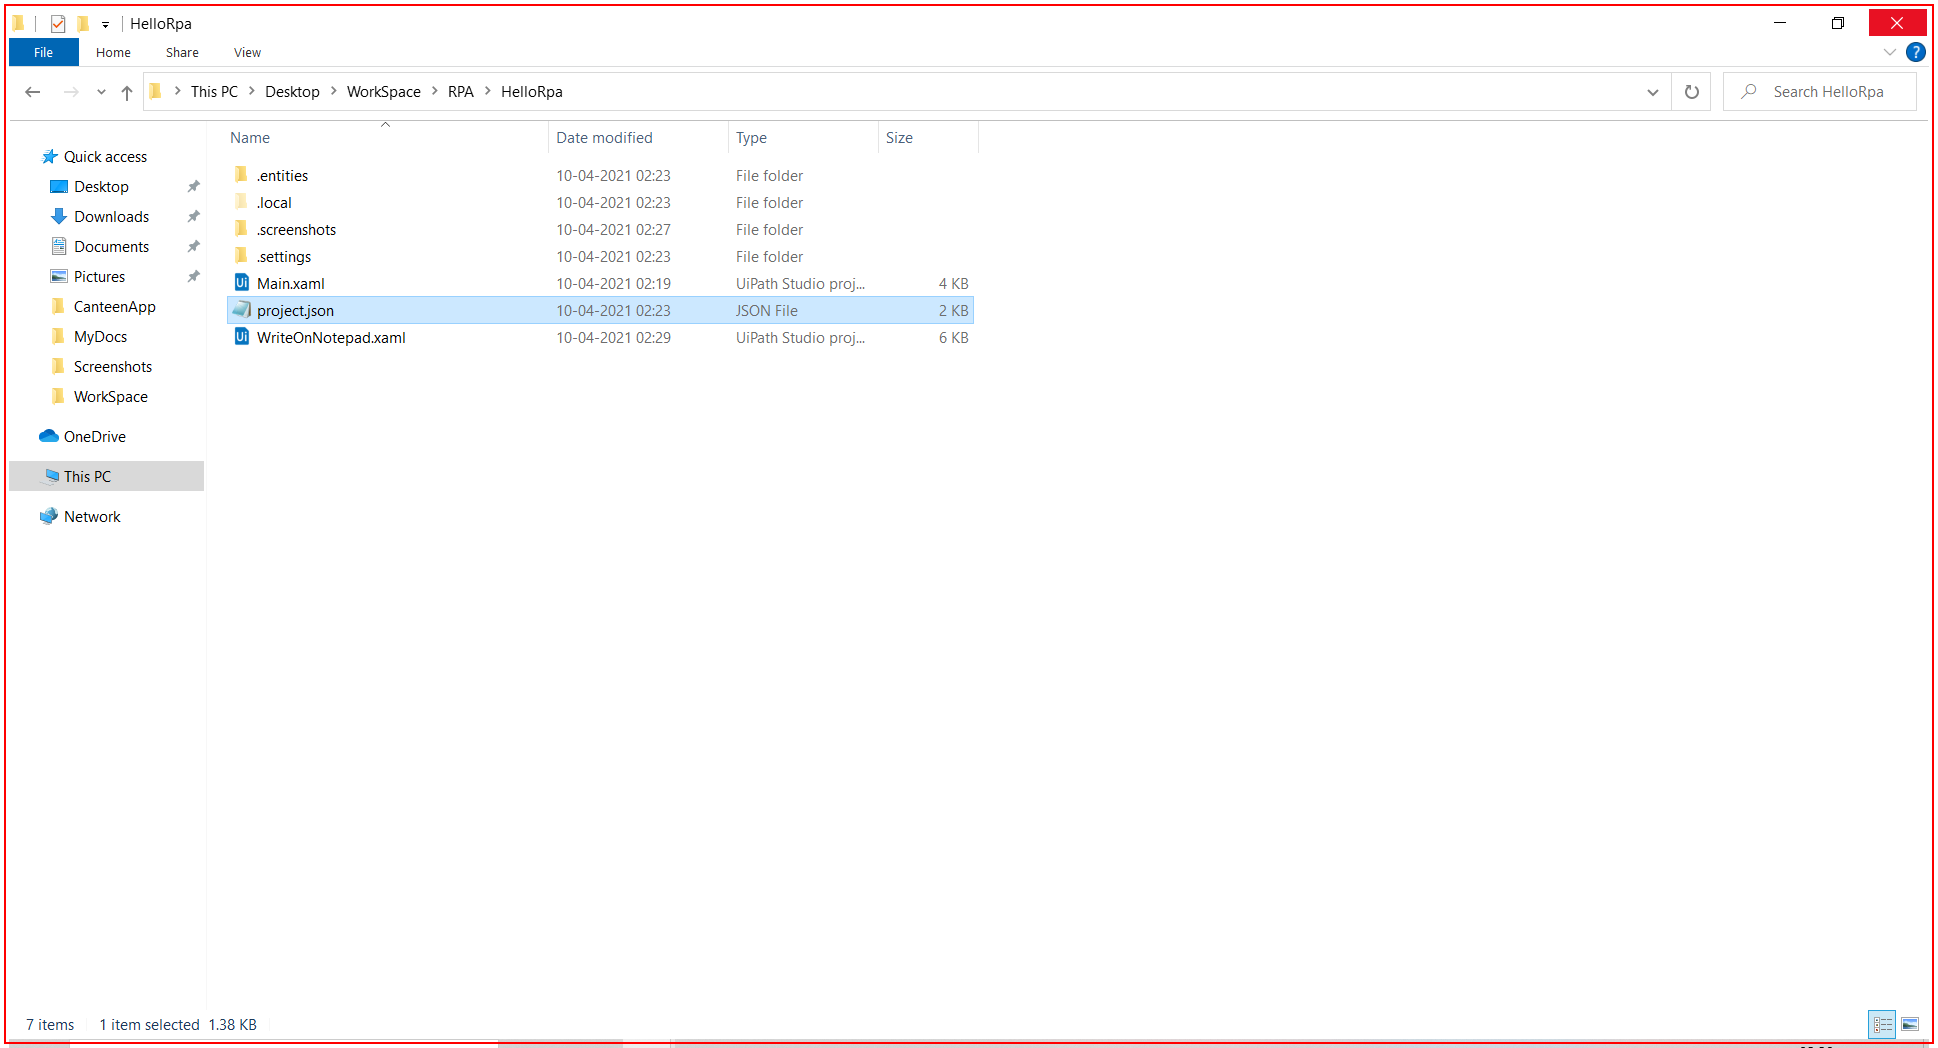 HelloRpa
File Home Share View
This PC Desktop WorkSpace RPA HelloRpa Search HelloRpa
Name Date modified Type Size
Quick access
Desktop
Downloads
Documents
Pictures
CanteenApp
MyDocs
Screenshots
WorkSpace
OneDrive
This PC
Network
.entities 10-04-2021 02:23 File folder
.local 10-04-2021 02:23 File folder
.screenshots 10-04-2021 02:27 File folder
.settings 10-04-2021 02:23 File folder
Main.xaml 10-04-2021 02:19 UiPath Studio proj... 4 KB
project.json 10-04-2021 02:23 JSON File 2 KB
WriteOnNotepad.xaml 10-04-2021 02:29 UiPath Studio proj... 6 KB
7 items 1 item selected 1.38 KB